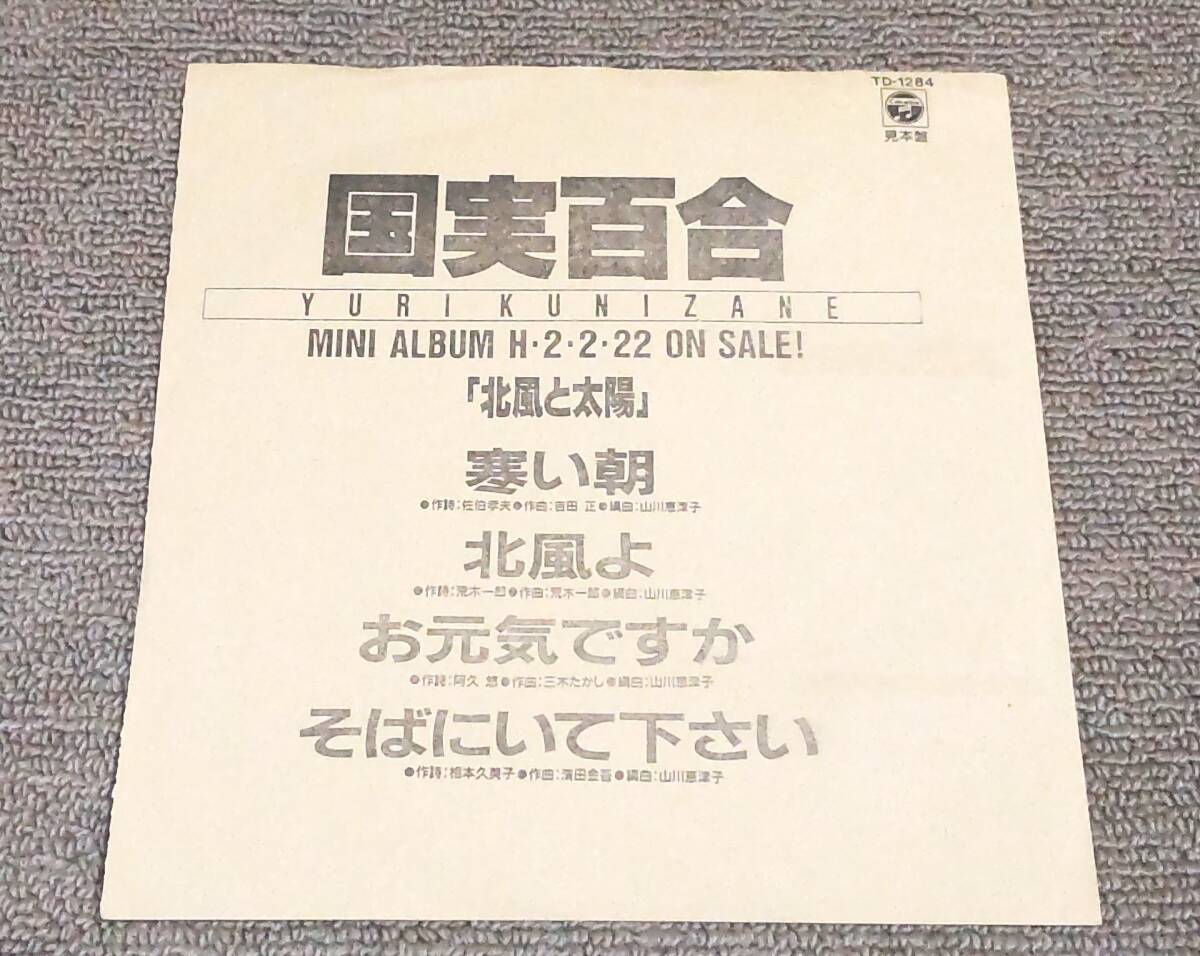 TD-1284
Columbia
見本盤
国実百合
YURI KUNIZANE
MINI ALBUM H・2・2・22 ON SALE!
「北風と太陽」
寒い朝
●作詩:佐伯孝夫●作曲:吉田 正●編曲:山川恵津子
北風よ
●作詩:荒木一郎●作曲:荒木一郎●編曲:山川恵津子
お元気ですか
●作詩:阿久 悠●作曲:三木たかし●編曲:山川恵津子
そばにいて下さい
●作詩:相本久美子●作曲:濱田金吾●編曲:山川恵津子